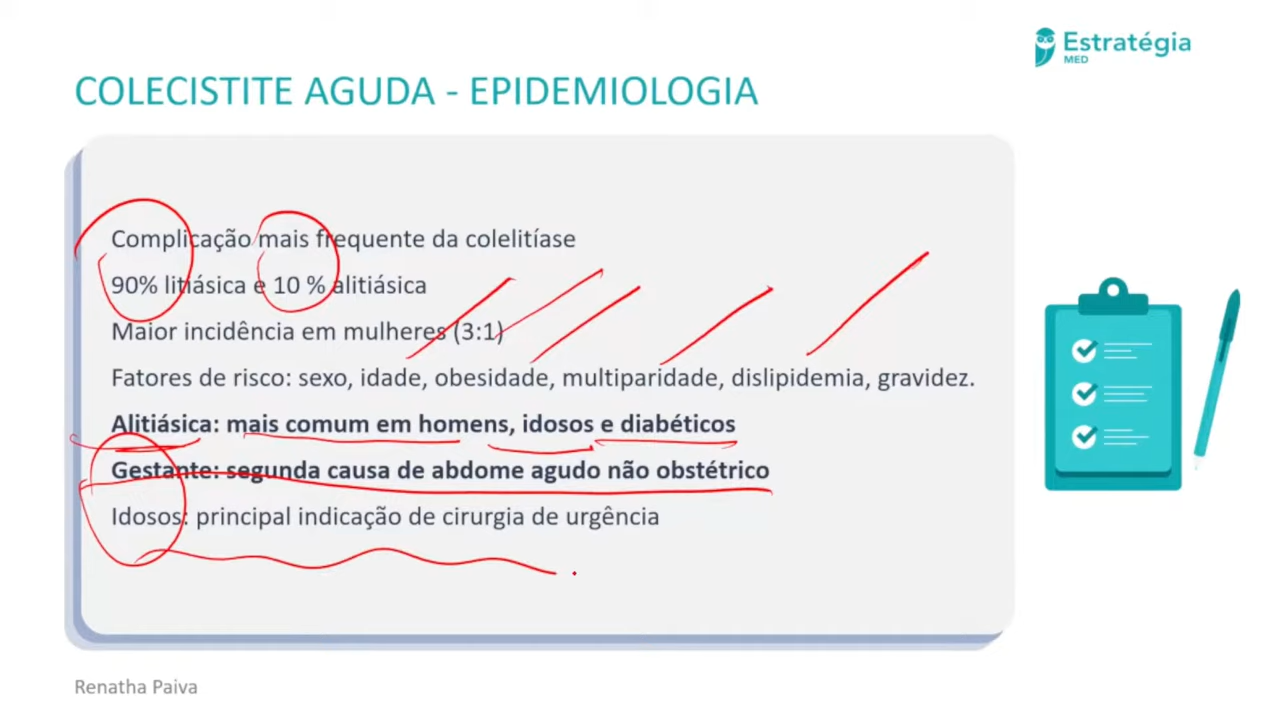 Estratégia
MED
COLECISTITE AGUDA - EPIDEMIOLOGIA
Complicação mais frequente da colelitíase
90% litiásica e 10 % alitiásica
Maior incidência em mulheres (3:1)
Fatores de risco: sexo, idade, obesidade, multiparidade, dislipidemia, gravidez.
Alitiásica: mais comum em homens, idosos e diabéticos
Gestante: segunda causa de abdome agudo não obstétrico
Idosos: principal indicação de cirurgia de urgência
Renatha Paiva